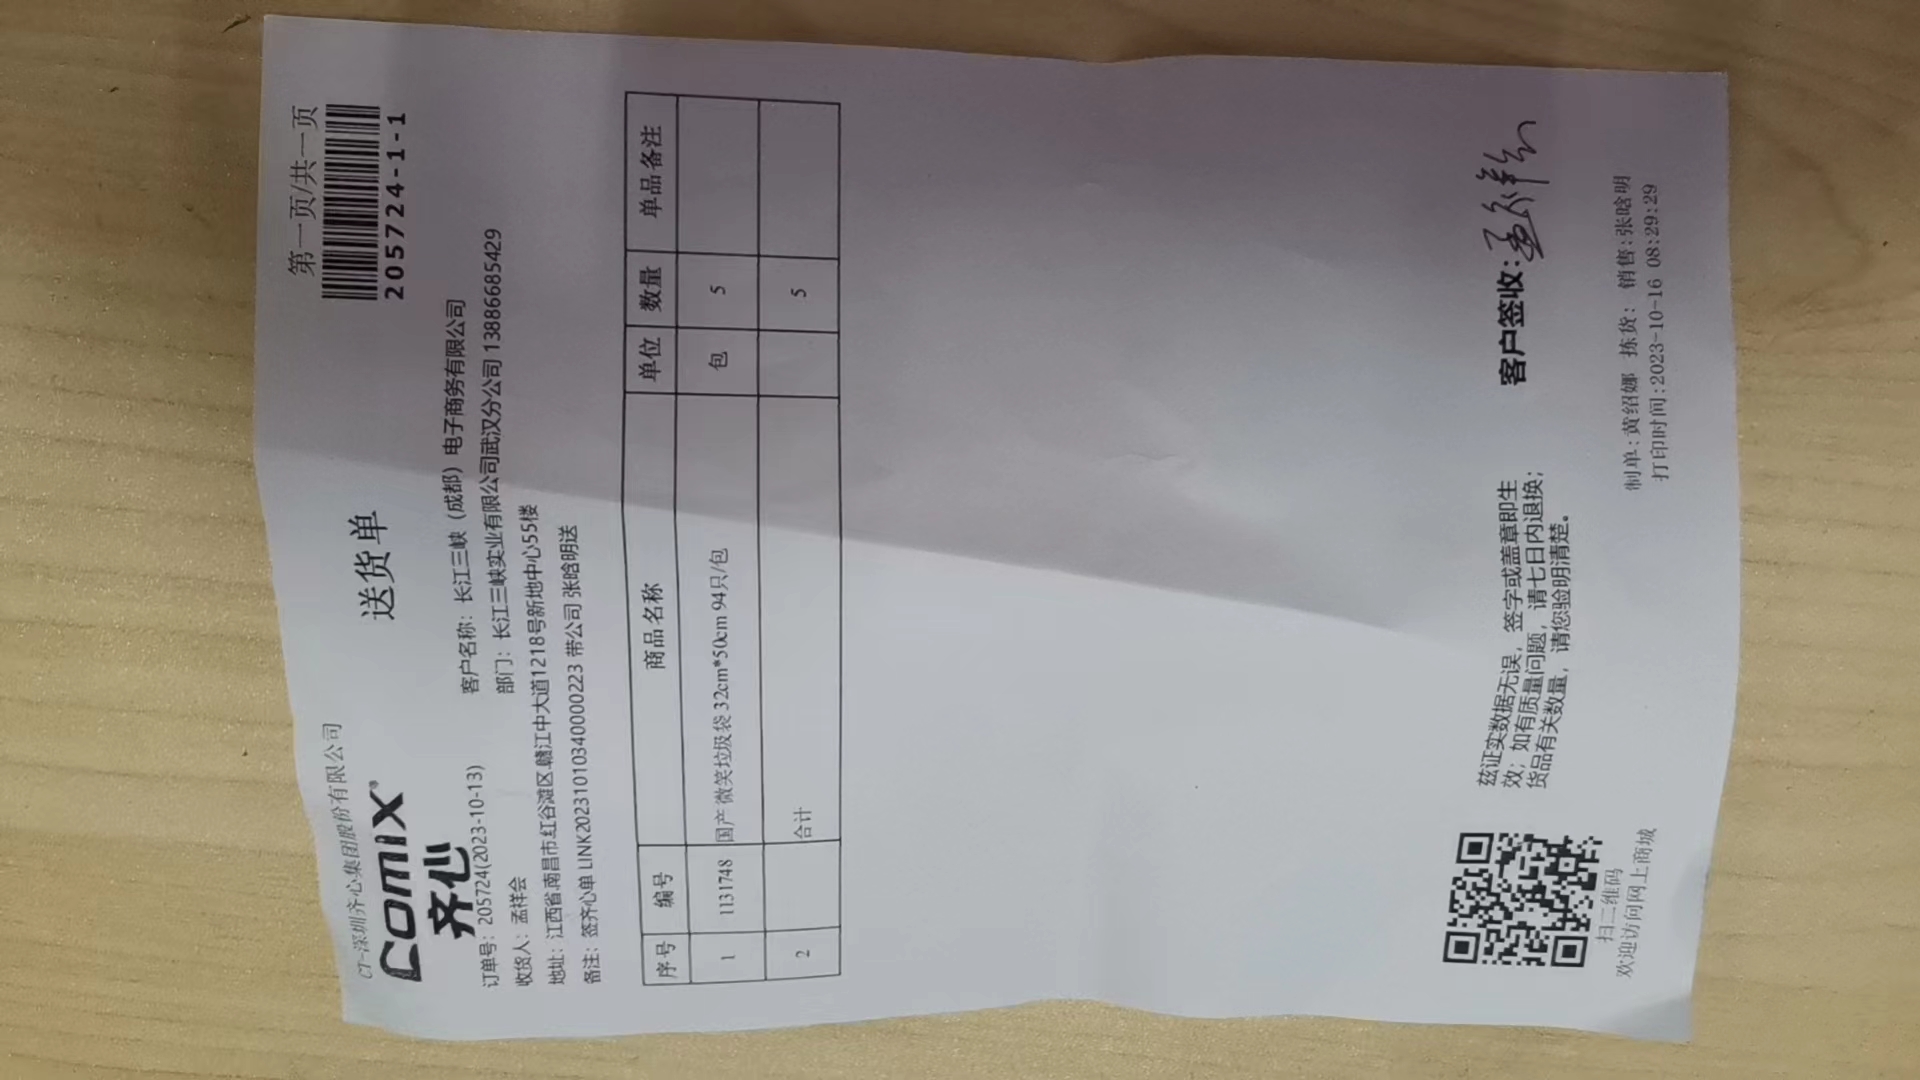 CT-深圳齐心集团股份有限公司
第一页/共一页
comix
齐心
送货单
205724-1-1
订单号：205724(2023-10-13)
客户名称：长江三峡（成都）电子商务有限公司
收货人：孟祥会
部门：长江三峡实业有限公司武汉分公司 13886685429
地址：江西省南昌市红谷滩区赣江中大道1218号新地中心55楼
备注：签齐心单 LINK2023101034000022​3 带公司 张晗明送
序号 编号 商品名称 单位 数量 单品备注
1 1131748 国产微笑垃圾袋 32cm*50cm 94只/包 包 5
2 合计 5
兹证实数据无误，签字或盖章即生
效；如有质量问题，请七日内退换；
货品有关数量，请您验明清楚。
客户签收：孟祥会
扫二维码
欢迎访问网上商城
制单:黄绍娜 拣货: 销售:张晗明
打印时间:2023-10-16 08:29:29